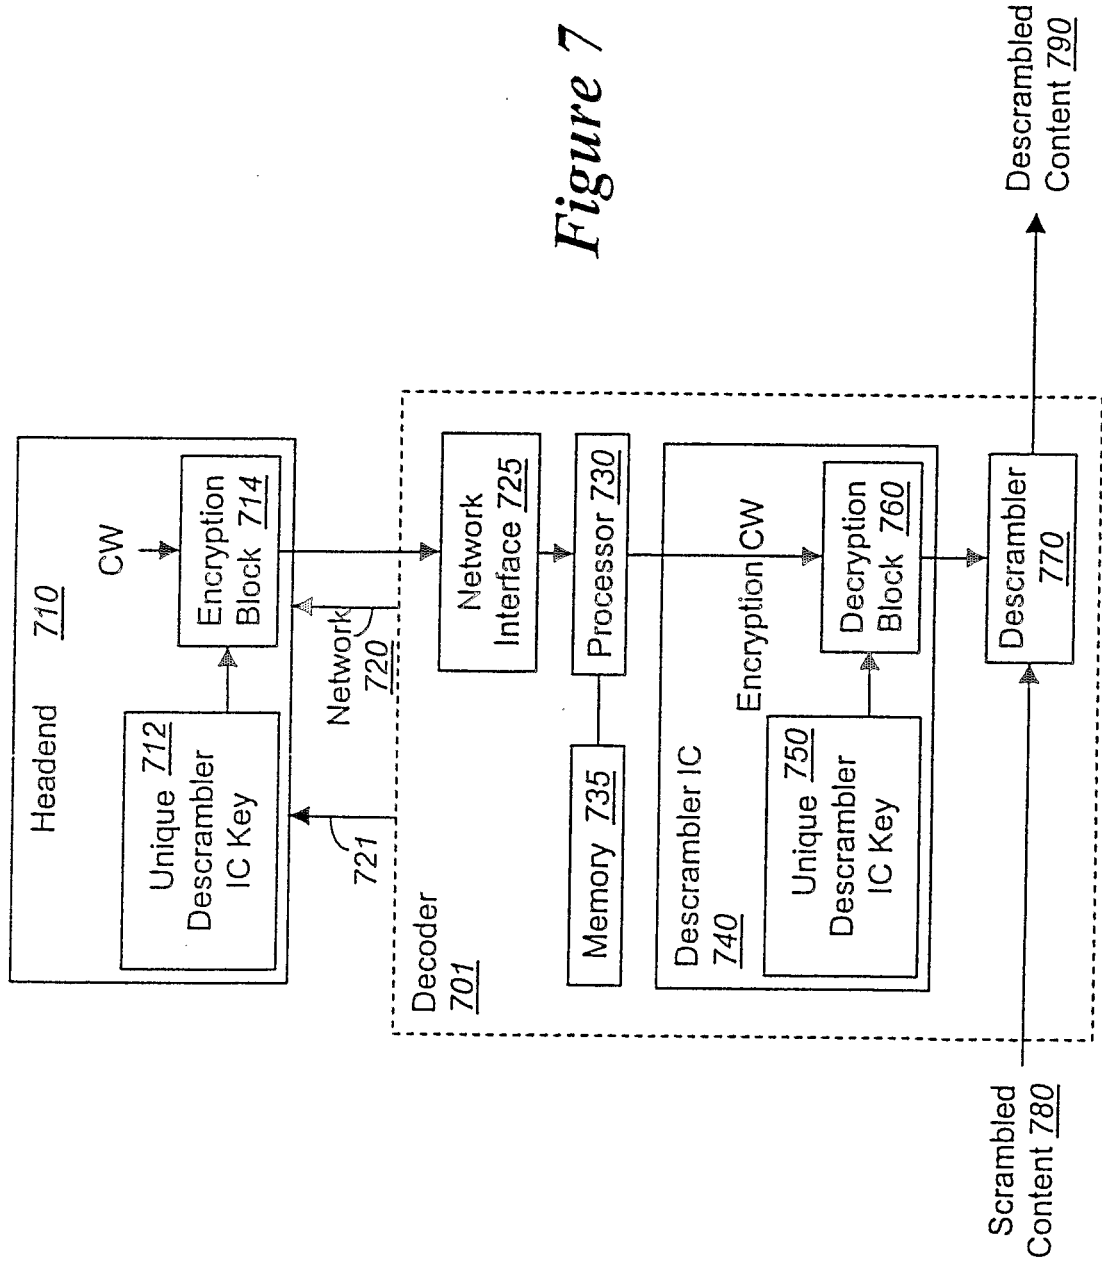 Headend 710
CW
Unique 712
Descrambler
IC Key
Encryption
Block 714
721
Network
720
Decoder
701
Network
Interface 725
Memory 735
Processor 730
Descrambler IC
740
Encryption CW
Unique 750
Descrambler
IC Key
Decryption
Block 760
Descrambler
770
Scrambled
Content 780
Descrambled
Content 790
Figure 7